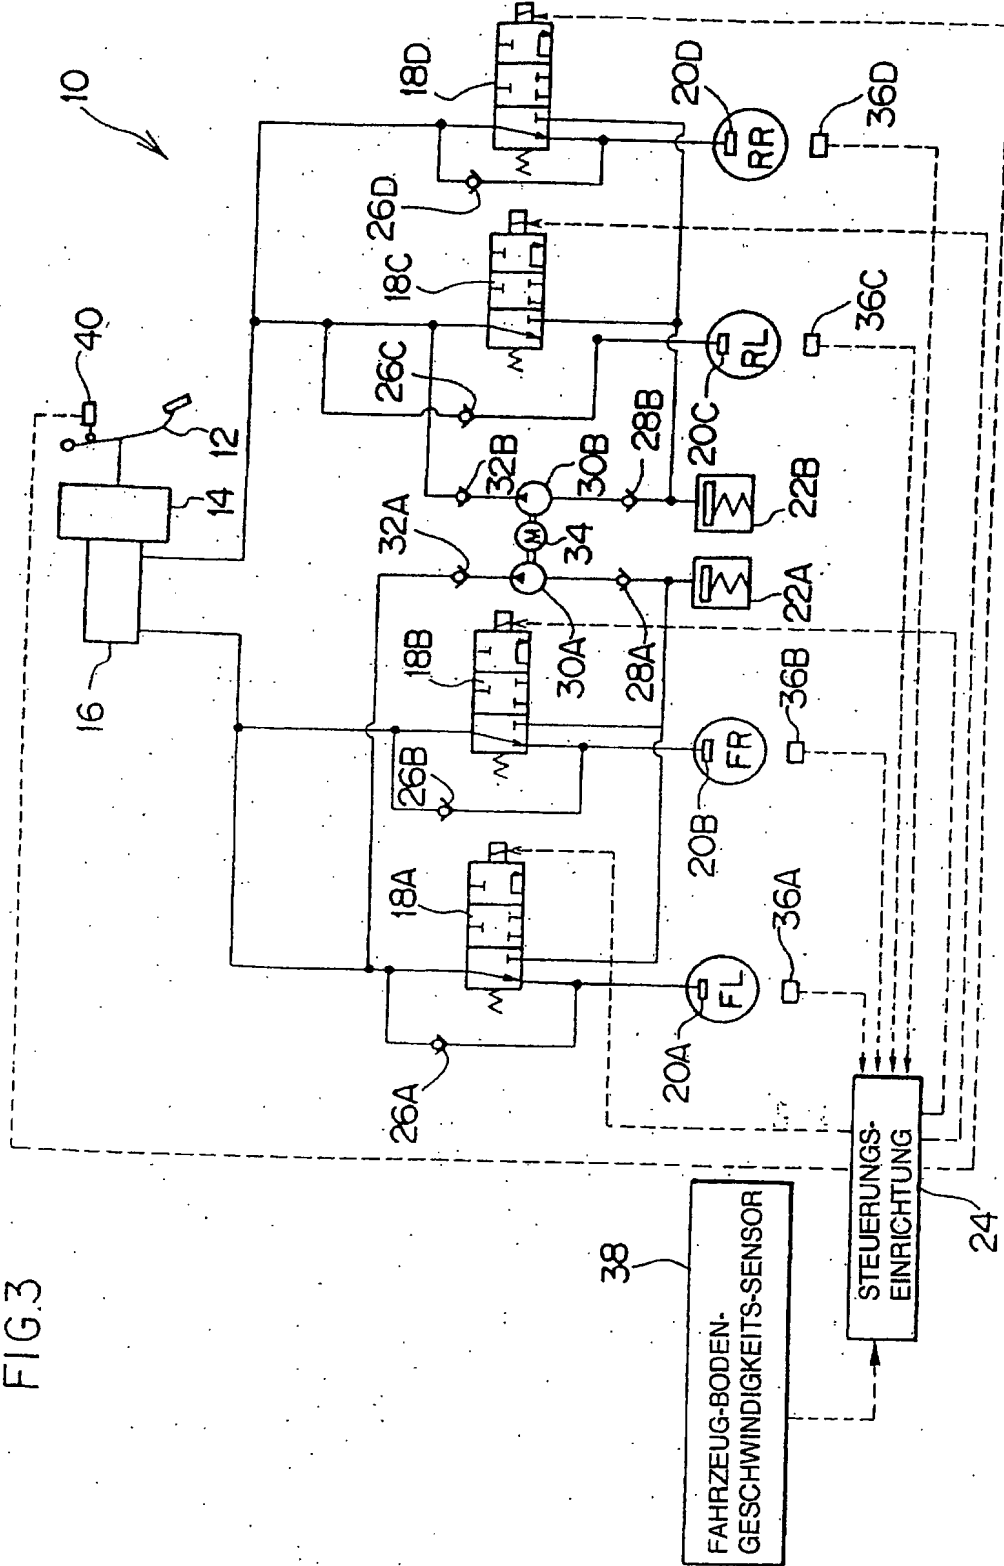 FIG.3
10
40
12
14
16
18D
26D
18C
26C
20D
RR
36D
RL
20C
36C
32B
30B
28B
22B
32A
M
34
30A
28A
22A
18B
26B
FR
20B
36B
18A
26A
FL
20A
36A
38
FAHRZEUG-BODEN-
GESCHWINDIGKEITS-SENSOR
STEUERUNGS-
EINRICHTUNG
24